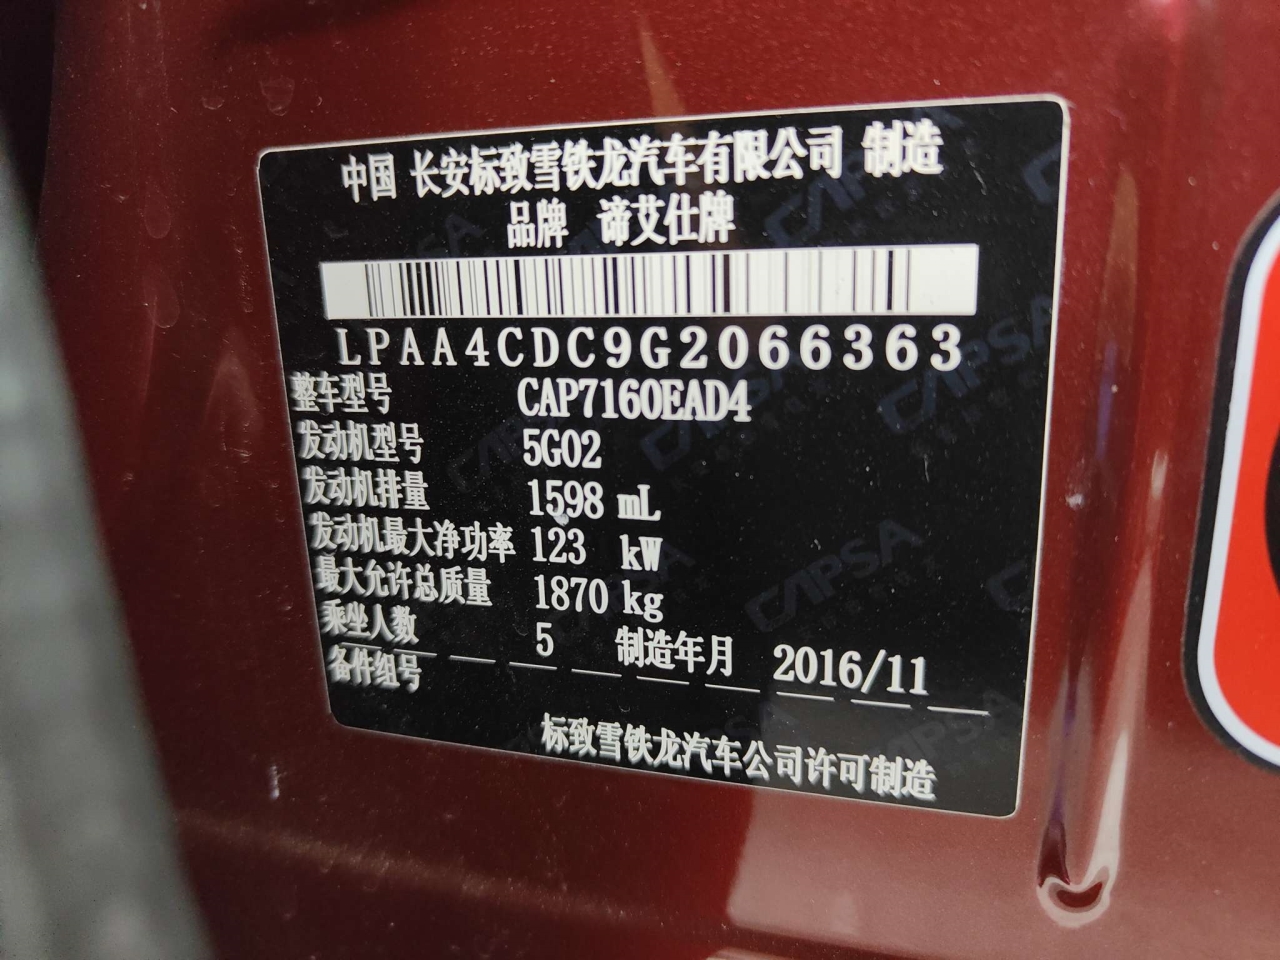 中国 长安标致雪铁龙汽车有限公司 制造
品牌 谛艾仕牌
LPAA4CDC9G2066363
整车型号 CAP7160EAD4
发动机型号 5G02
发动机排量 1598 mL
发动机最大净功率 123 kW
最大允许总质量 1870 kg
乘坐人数 5 制造年月 2016/11
备件组号
标致雪铁龙汽车公司许可制造
CAPSA